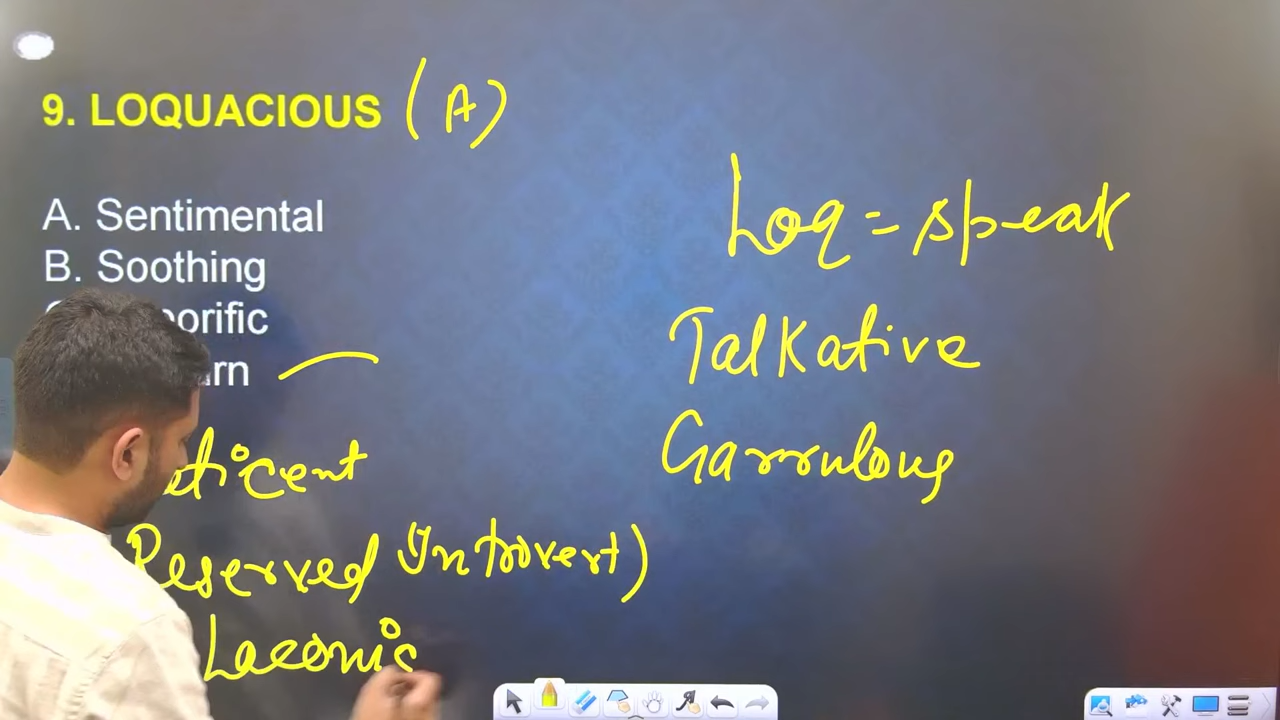 9. LOQUACIOUS (A)
A. Sentimental
B. Soothing
Loq = speak
Talkative
Garrulous
Reserved Introvert)
Laconic